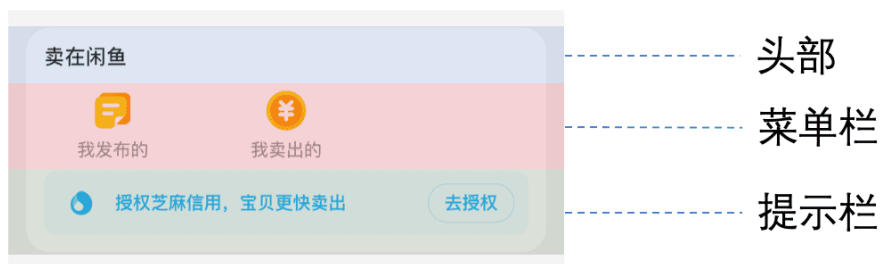 卖在闲鱼
头部
我发布的
我卖出的
菜单栏
授权芝麻信用，宝贝更快卖出
去授权
提示栏